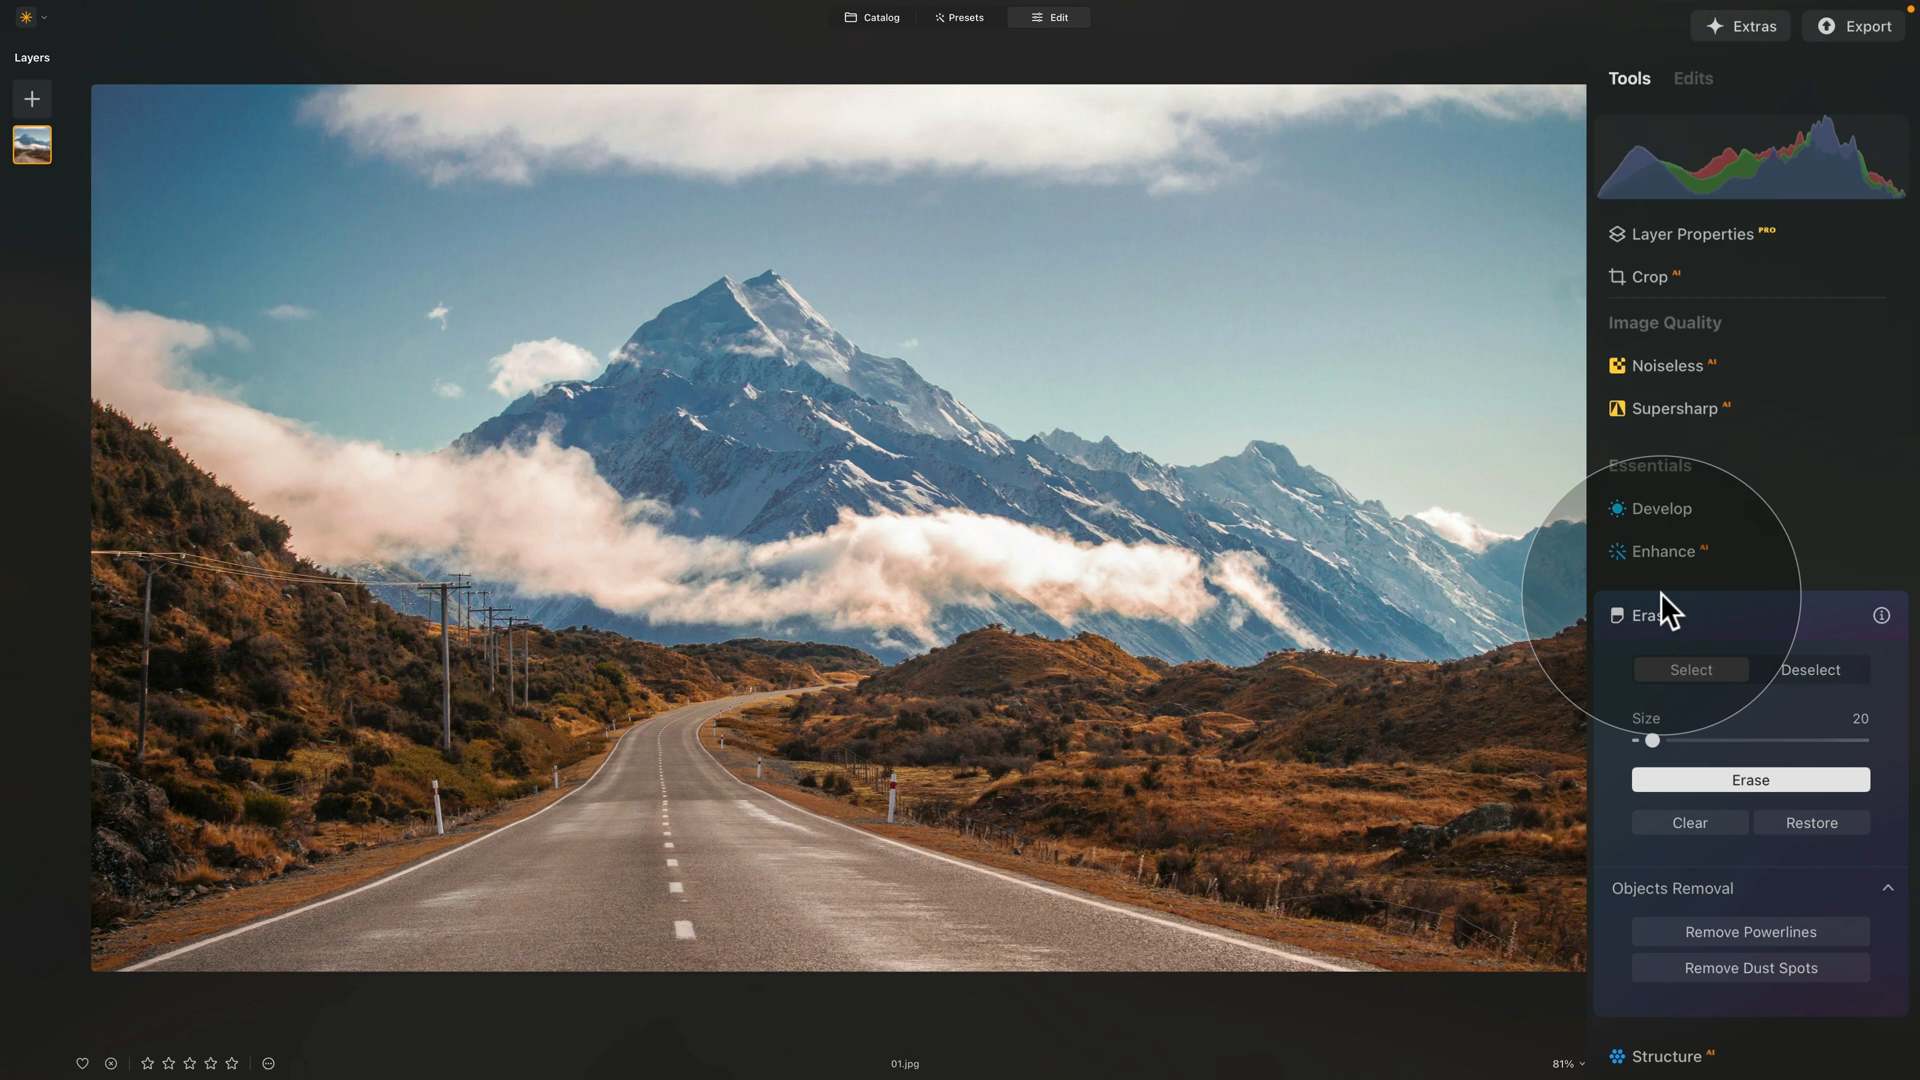 Catalog
Presets
Edit
Extras
Export
Layers
Tools
Edits
Layer Properties PRO
Crop AI
Image Quality
Noiseless AI
Supersharp AI
Essentials
Develop
Enhance AI
Select
Deselect
Size
20
Erase
Clear
Restore
Objects Removal
Remove Powerlines
Remove Dust Spots
Structure AI
01.jpg
81%